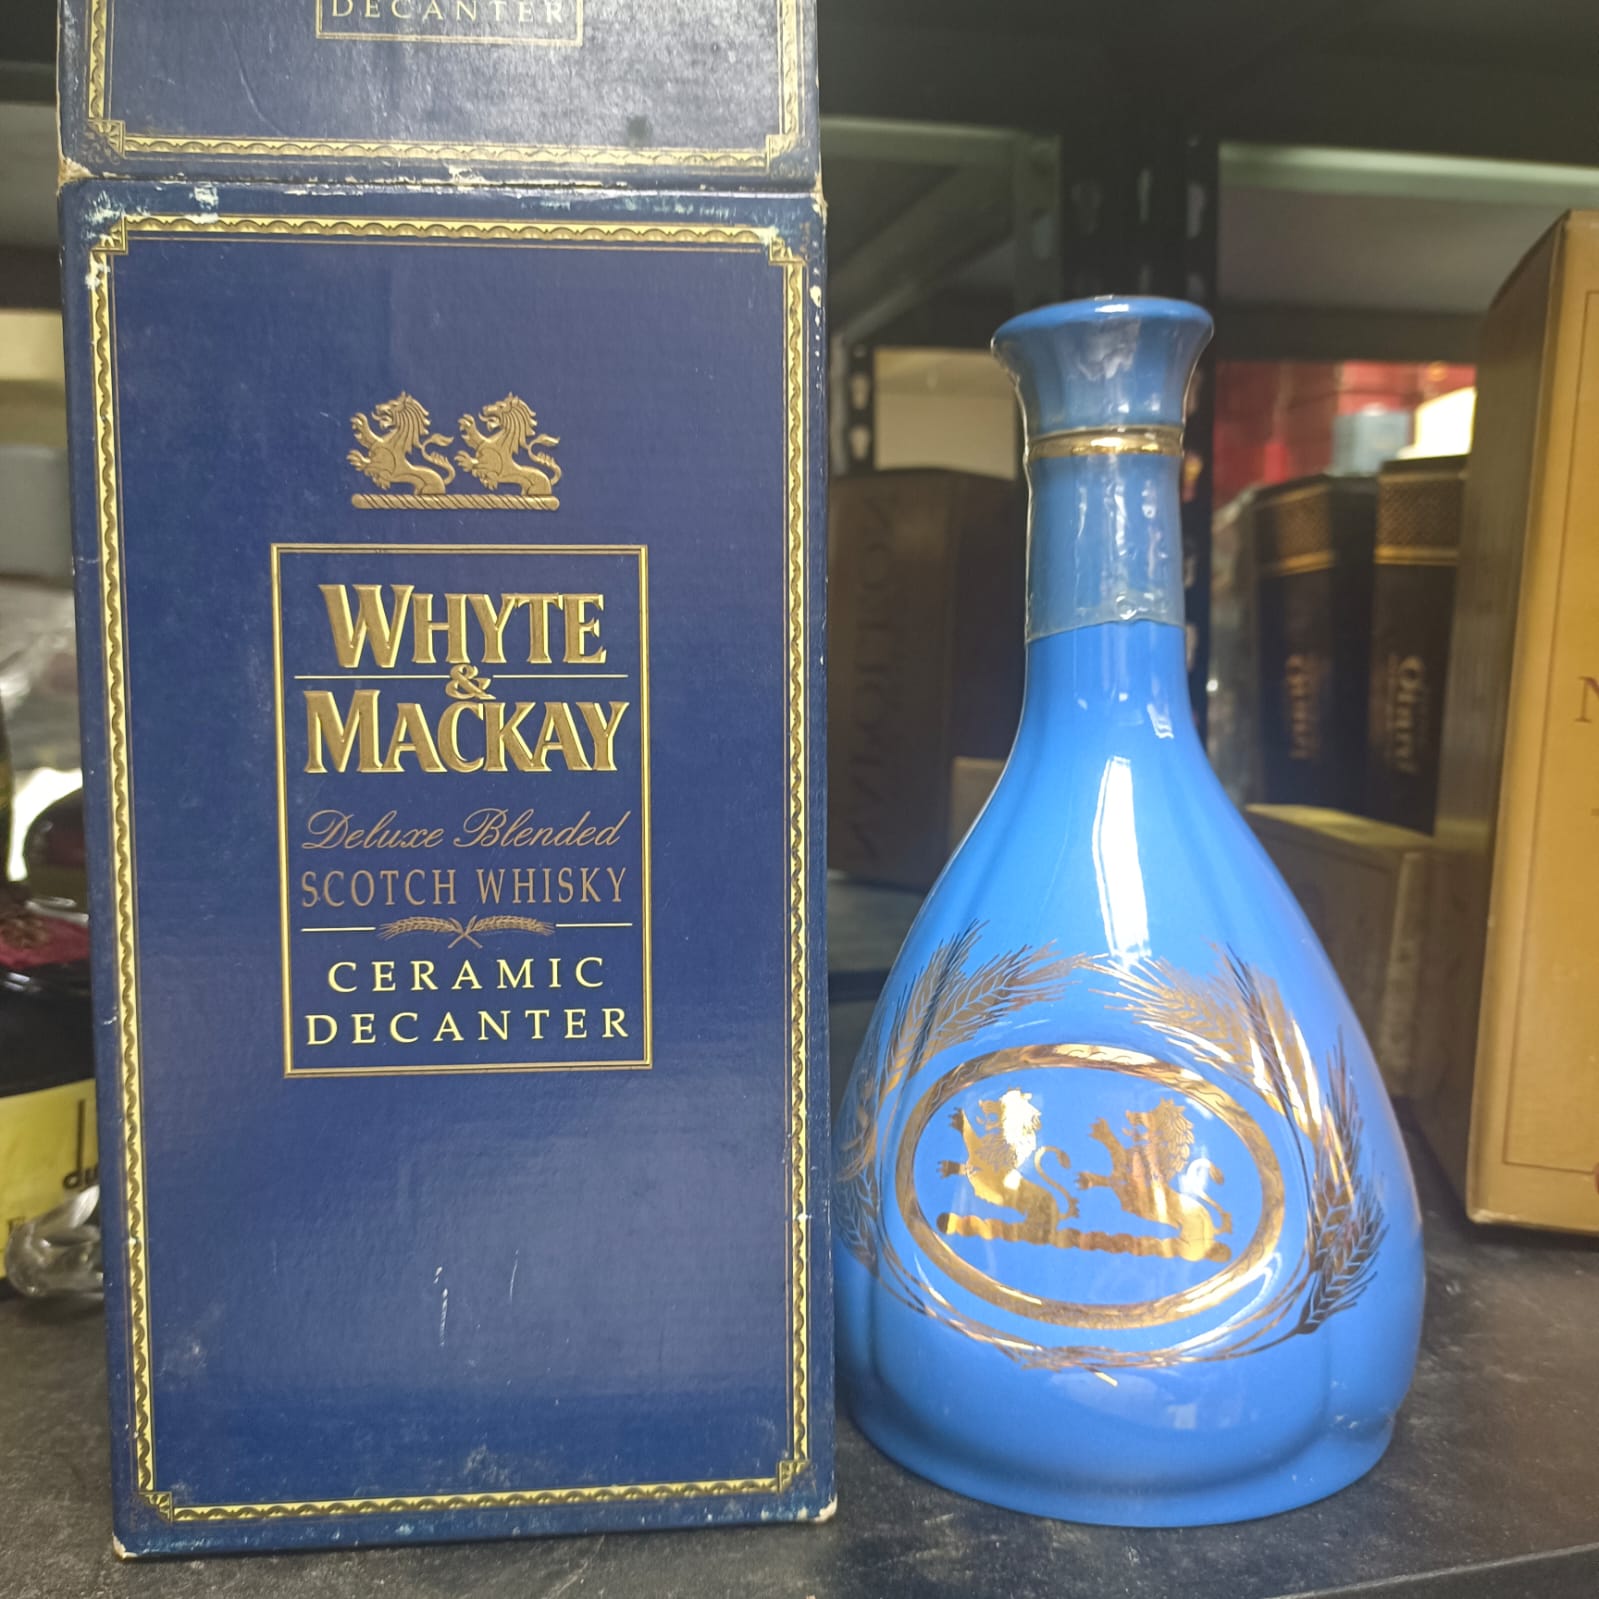 DECANTER
WHYTE
&
MACKAY
Deluxe Blended
SCOTCH WHISKY
CERAMIC
DECANTER